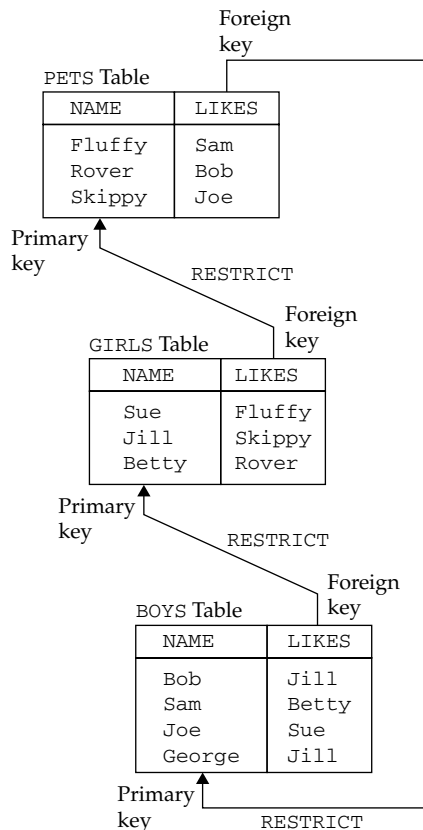 Foreign
key
PETS Table
NAME LIKES
Fluffy Sam
Rover Bob
Skippy Joe
Primary
key
RESTRICT
Foreign
key
GIRLS Table
NAME LIKES
Sue Fluffy
Jill Skippy
Betty Rover
Primary
key
RESTRICT
Foreign
key
BOYS Table
NAME LIKES
Bob Jill
Sam Betty
Joe Sue
George Jill
Primary
key
RESTRICT